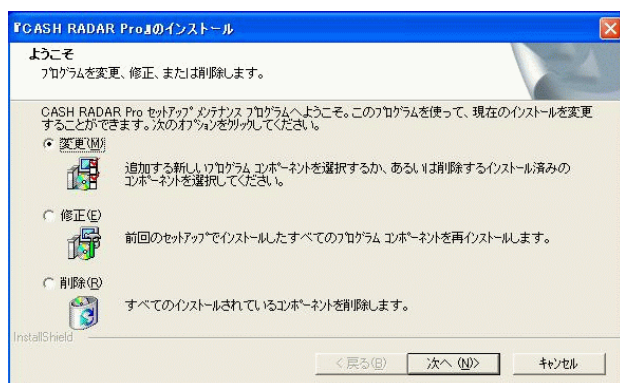 『CASH RADAR Pro』のインストール
ようこそ
プログラムを変更、修正、または削除します。
CASH RADAR Pro セットアップ メンテナンス プログラムへようこそ。このプログラムを使って、現在のインストールを変更
することができます。次のオプションをクリックしてください。
変更(M)
追加する新しいプログラム コンポーネントを選択するか、あるいは削除するインストール済みの
コンポーネントを選択してください。
修正(E)
前回のセットアップでインストールしたすべてのプログラム コンポーネントを再インストールします。
削除(R)
すべてのインストールされているコンポーネントを削除します。
InstallShield
< 戻る(B)
次へ (N)>
キャンセル